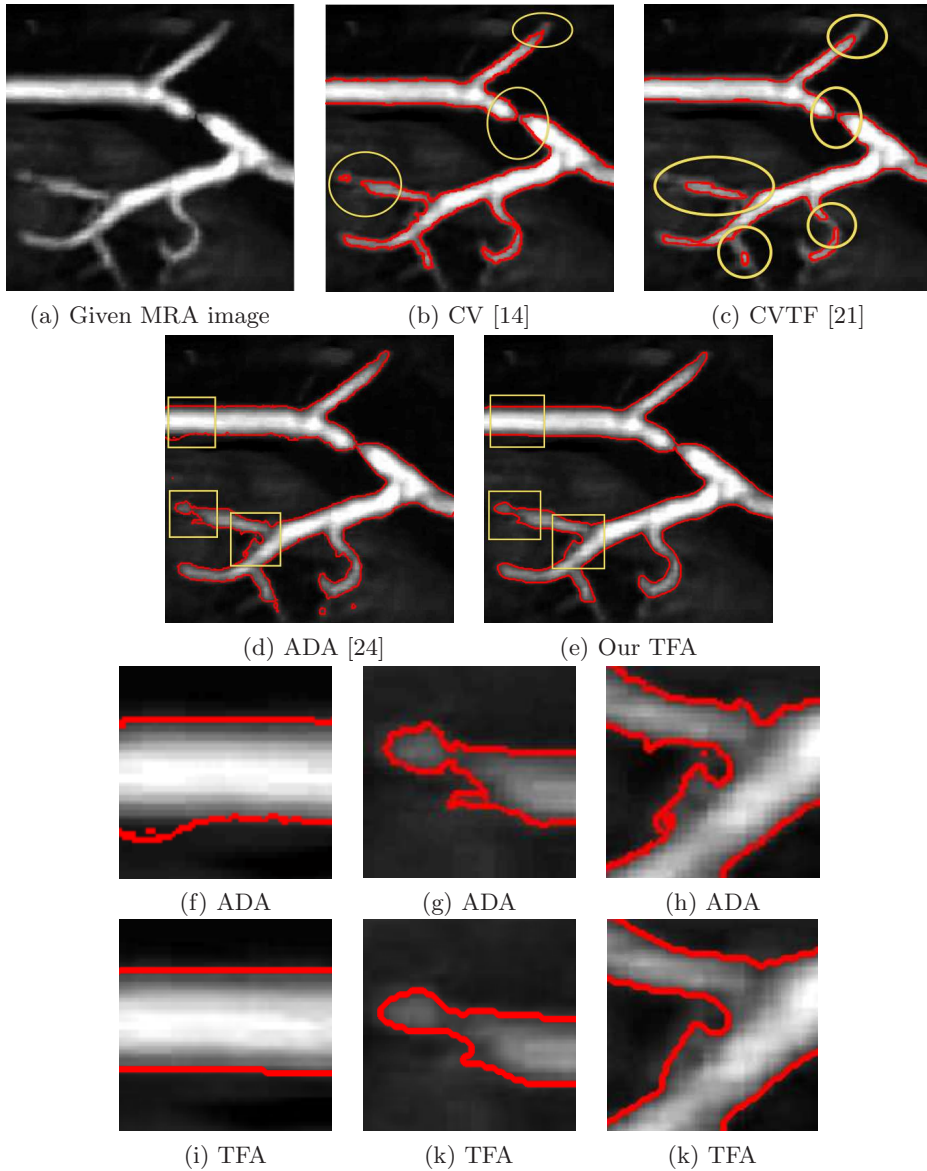 (a) Given MRA image
(b) CV [14]
(c) CVTF [21]
(d) ADA [24]
(e) Our TFA
(f) ADA
(g) ADA
(h) ADA
(i) TFA
(k) TFA
(k) TFA